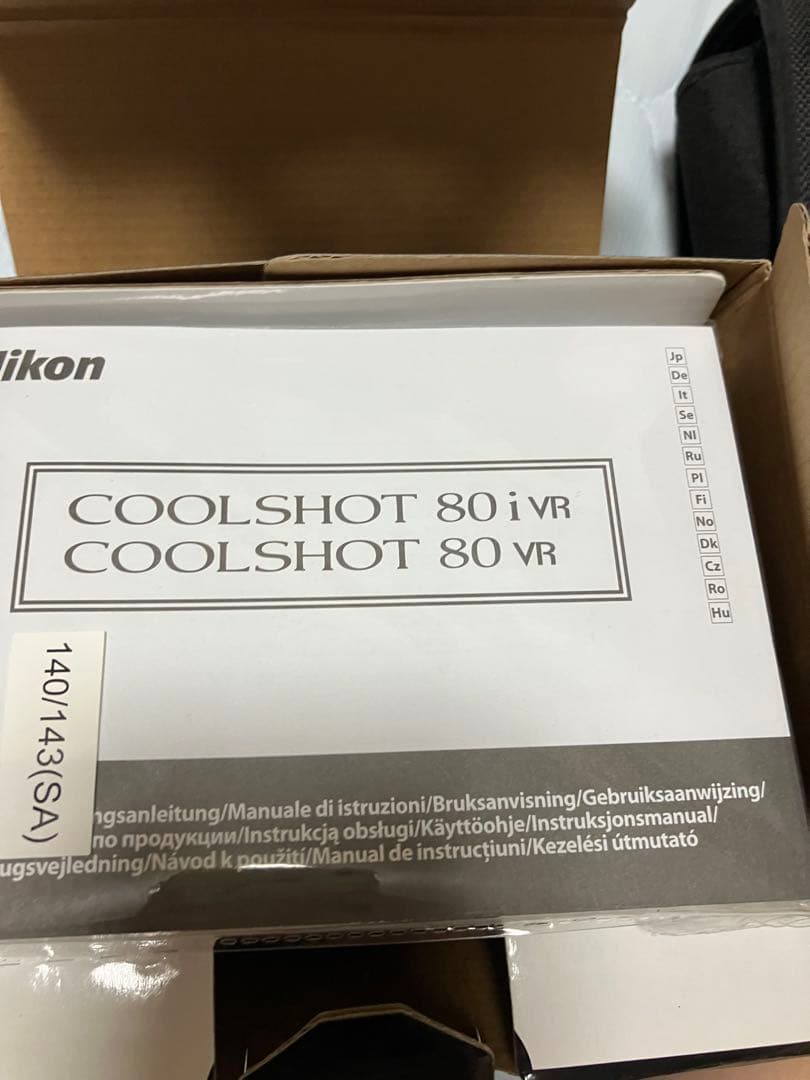 ikon
Jp
De
It
Se
Nl
Ru
Pl
Fi
No
Dk
Cz
Ro
Hu
COOLSHOT 80 i VR
COOLSHOT 80 VR
140/143(SA)
ngsanleitung/Manuale di istruzioni/Bruksanvisning/Gebruiksaanwijzing/
по продукции/Instrukcją obsługi/Käyttöohje/Instruksjonsmanual/
ugsvejledning/Návod k použití/Manual de instrucțiuni/Kezelési útmutató